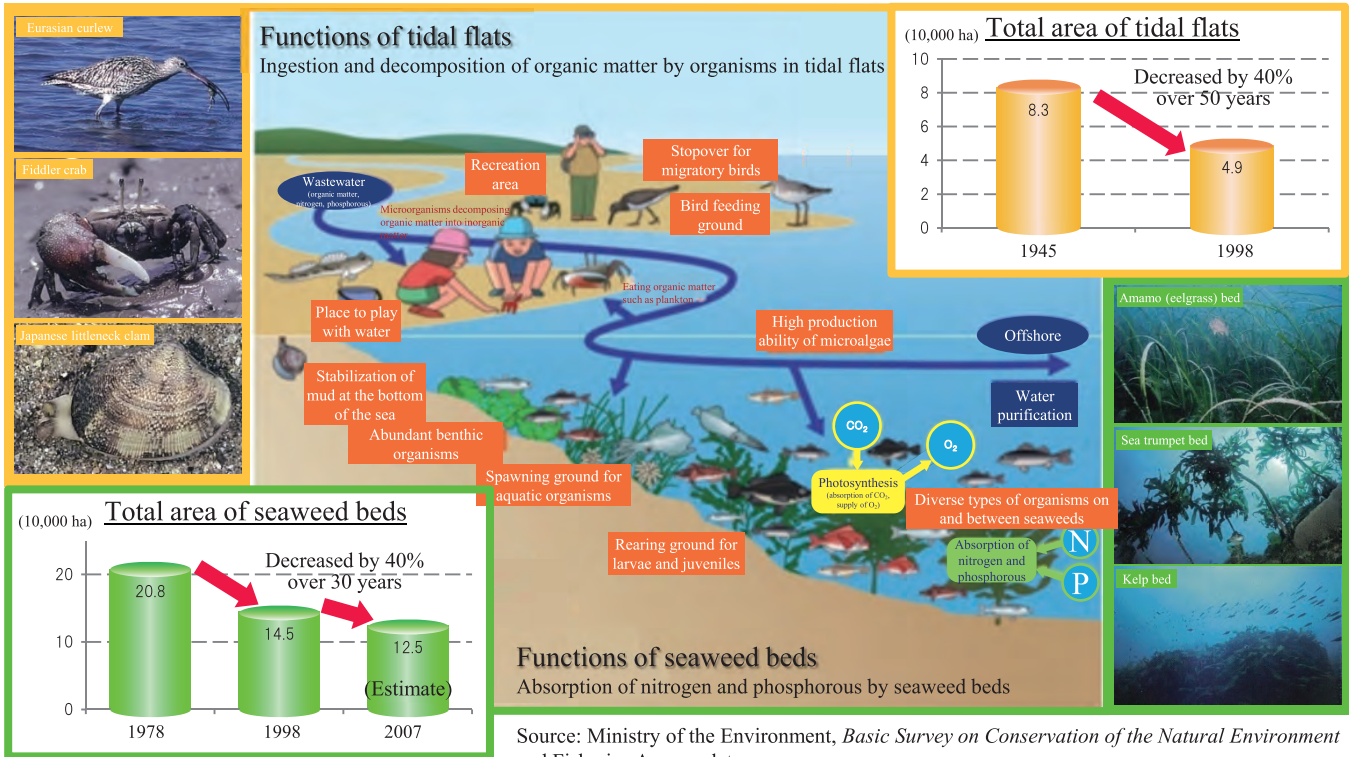 Eurasian curlew
Fiddler crab
Japanese littleneck clam
Functions of tidal flats
Ingestion and decomposition of organic matter by organisms in tidal flats
Wastewater
(organic matter,
nitrogen, phosphorous)
Microorganisms decomposing
organic matter into inorganic
Recreation
area
Stopover for
migratory birds
Bird feeding
ground
Eating organic matter
such as plankton
Place to play
with water
High production
ability of microalgae
Offshore
Water
purification
Stabilization of
mud at the bottom
of the sea
Abundant benthic
organisms
Spawning ground for
aquatic organisms
Rearing ground for
larvae and juveniles
CO₂
O₂
Photosynthesis
(absorption of CO₂,
supply of O₂)
Diverse types of organisms on
and between seaweeds
Absorption of
nitrogen and
phosphorous
N
P
Functions of seaweed beds
Absorption of nitrogen and phosphorous by seaweed beds
(10,000 ha) Total area of tidal flats
10
8
6
4
2
0
Decreased by 40%
over 50 years
8.3
4.9
1945 1998
Amamo (eelgrass) bed
Sea trumpet bed
Kelp bed
(10,000 ha) Total area of seaweed beds
20
10
0
Decreased by 40%
over 30 years
20.8
14.5
12.5
(Estimate)
1978 1998 2007
Source: Ministry of the Environment, Basic Survey on Conservation of the Natural Environment